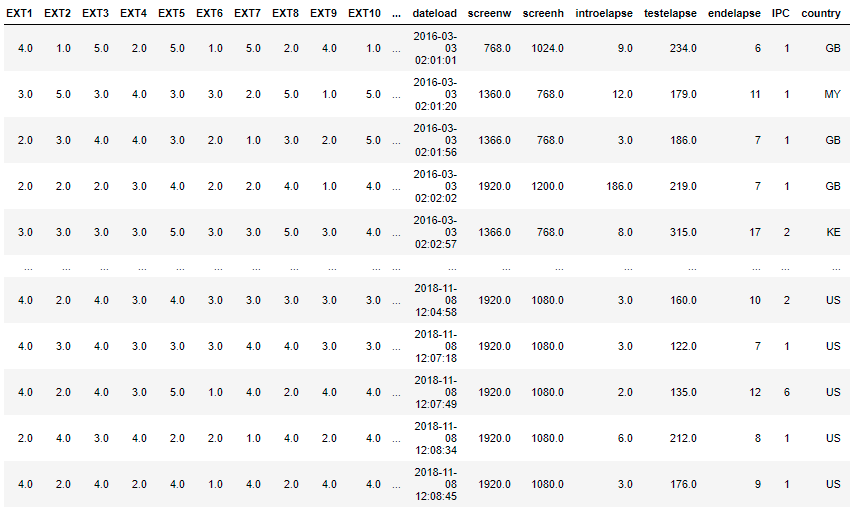 EXT1 EXT2 EXT3 EXT4 EXT5 EXT6 EXT7 EXT8 EXT9 EXT10 ... dateload screenw screenh introelapse testelapse endelapse IPC country
4.0 1.0 5.0 2.0 5.0 1.0 5.0 2.0 4.0 1.0 ... 2016-03-03 02:01:01 768.0 1024.0 9.0 234.0 6 1 GB
3.0 5.0 3.0 4.0 3.0 3.0 2.0 5.0 1.0 5.0 ... 2016-03-03 02:01:20 1360.0 768.0 12.0 179.0 11 1 MY
2.0 3.0 4.0 4.0 3.0 2.0 1.0 3.0 2.0 5.0 ... 2016-03-03 02:01:56 1366.0 768.0 3.0 186.0 7 1 GB
2.0 2.0 2.0 3.0 4.0 2.0 2.0 4.0 1.0 4.0 ... 2016-03-03 02:02:02 1920.0 1200.0 186.0 219.0 7 1 GB
3.0 3.0 3.0 3.0 5.0 3.0 3.0 5.0 3.0 4.0 ... 2016-03-03 02:02:57 1366.0 768.0 8.0 315.0 17 2 KE
... ... ... ... ... ... ... ... ... ... ... ... ... ... ... ... ... ... ...
4.0 2.0 4.0 3.0 4.0 3.0 3.0 3.0 3.0 3.0 ... 2018-11-08 12:04:58 1920.0 1080.0 3.0 160.0 10 2 US
4.0 3.0 4.0 3.0 3.0 3.0 4.0 4.0 3.0 3.0 ... 2018-11-08 12:07:18 1920.0 1080.0 3.0 122.0 7 1 US
4.0 2.0 4.0 3.0 5.0 1.0 4.0 2.0 4.0 4.0 ... 2018-11-08 12:07:49 1920.0 1080.0 2.0 135.0 12 6 US
2.0 4.0 3.0 4.0 2.0 2.0 1.0 4.0 2.0 4.0 ... 2018-11-08 12:08:34 1920.0 1080.0 6.0 212.0 8 1 US
4.0 2.0 4.0 2.0 4.0 1.0 4.0 2.0 4.0 4.0 ... 2018-11-08 12:08:45 1920.0 1080.0 3.0 176.0 9 1 US